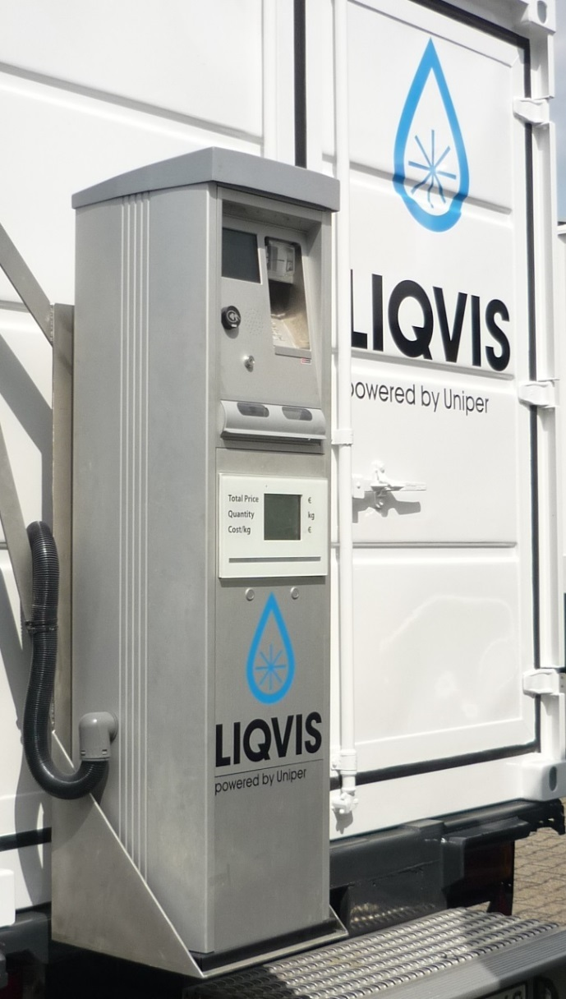 LIQVIS
powered by Uniper
Total Price €
Quantity kg
Cost/kg €
LIQVIS
powered by Uniper